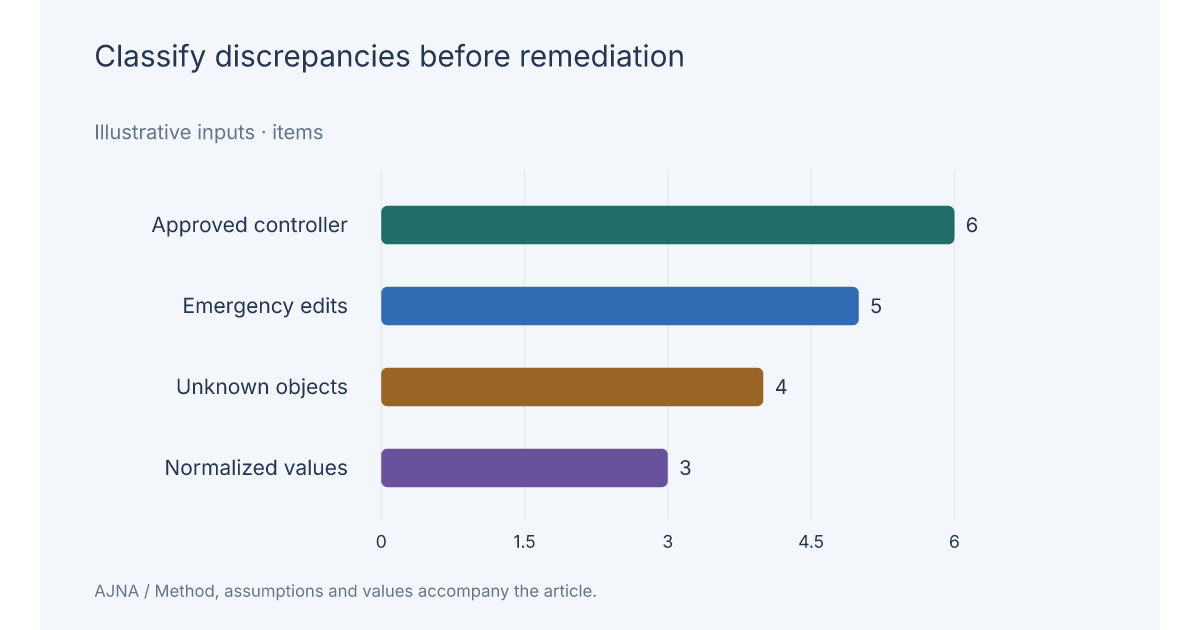 Classify discrepancies before remediation
Illustrative inputs · items
Approved controller 6
Emergency edits 5
Unknown objects 4
Normalized values 3
0 1.5 3 4.5 6
AJNA / Method, assumptions and values accompany the article.